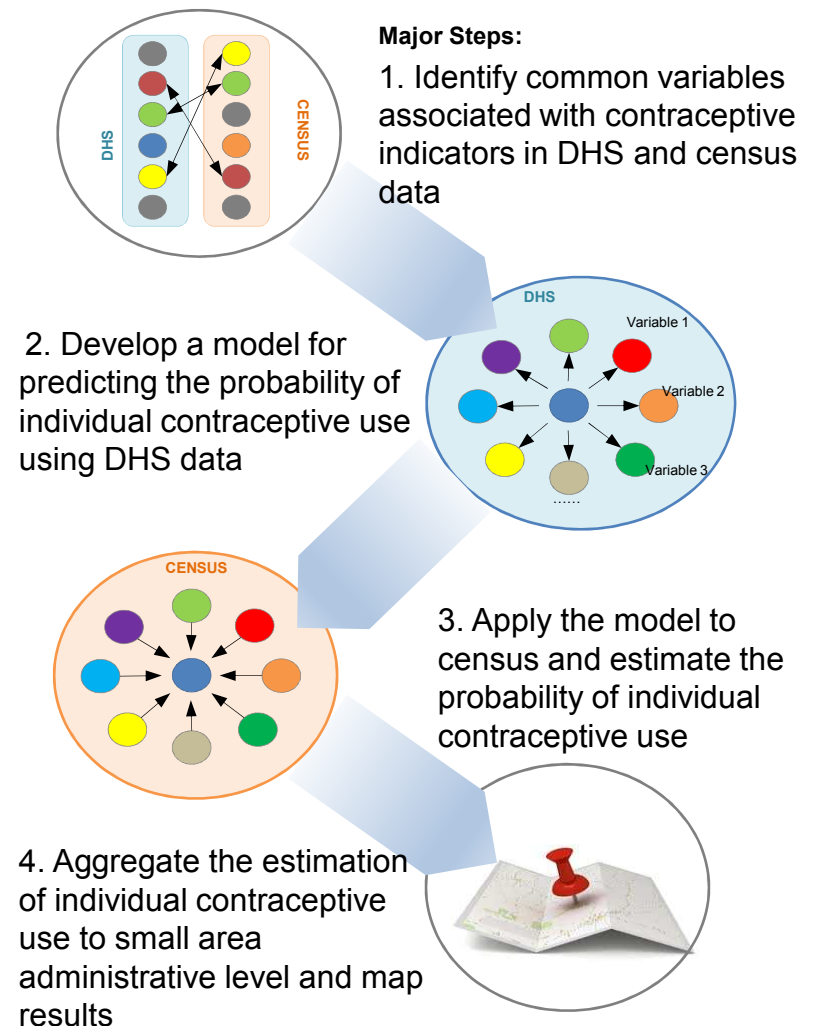 Major Steps:
1. Identify common variables
associated with contraceptive
indicators in DHS and census
data
DHS
CENSUS
DHS
Variable 1
Variable 2
Variable 3
......
2. Develop a model for
predicting the probability of
individual contraceptive use
using DHS data
CENSUS
3. Apply the model to
census and estimate the
probability of individual
contraceptive use
4. Aggregate the estimation
of individual contraceptive
use to small area
administrative level and map
results